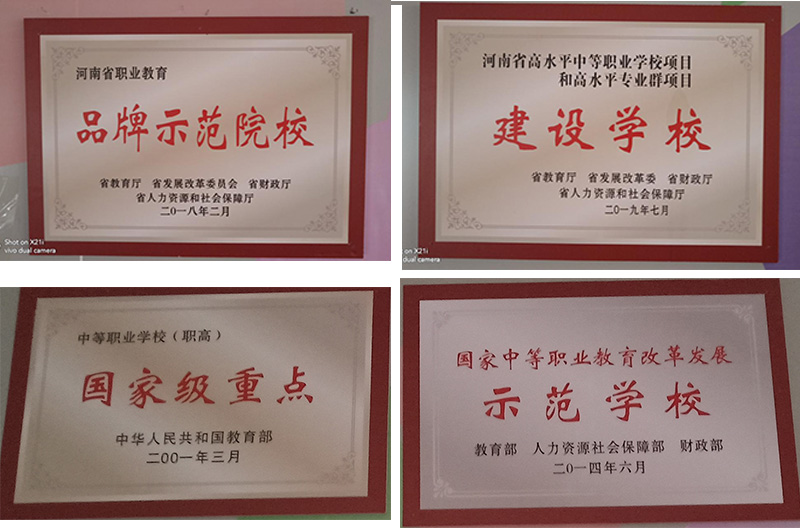 河南省职业教育
品牌示范院校
省教育厅 省发展改革委员会 省财政厅
省人力资源和社会保障厅
二〇一八年二月
Shot on X21i
vivo dual camera
河南省高水平中等职业学校项目
和高水平专业群项目
建设学校
省教育厅 省发展改革委 省财政厅
省人力资源和社会保障厅
二〇一九年七月
on X21i
dual camera
中等职业学校（职高）
国家级重点
中华人民共和国教育部
二〇〇一年三月
国家中等职业教育改革发展
示范学校
教育部 人力资源社会保障部 财政部
二〇一四年六月